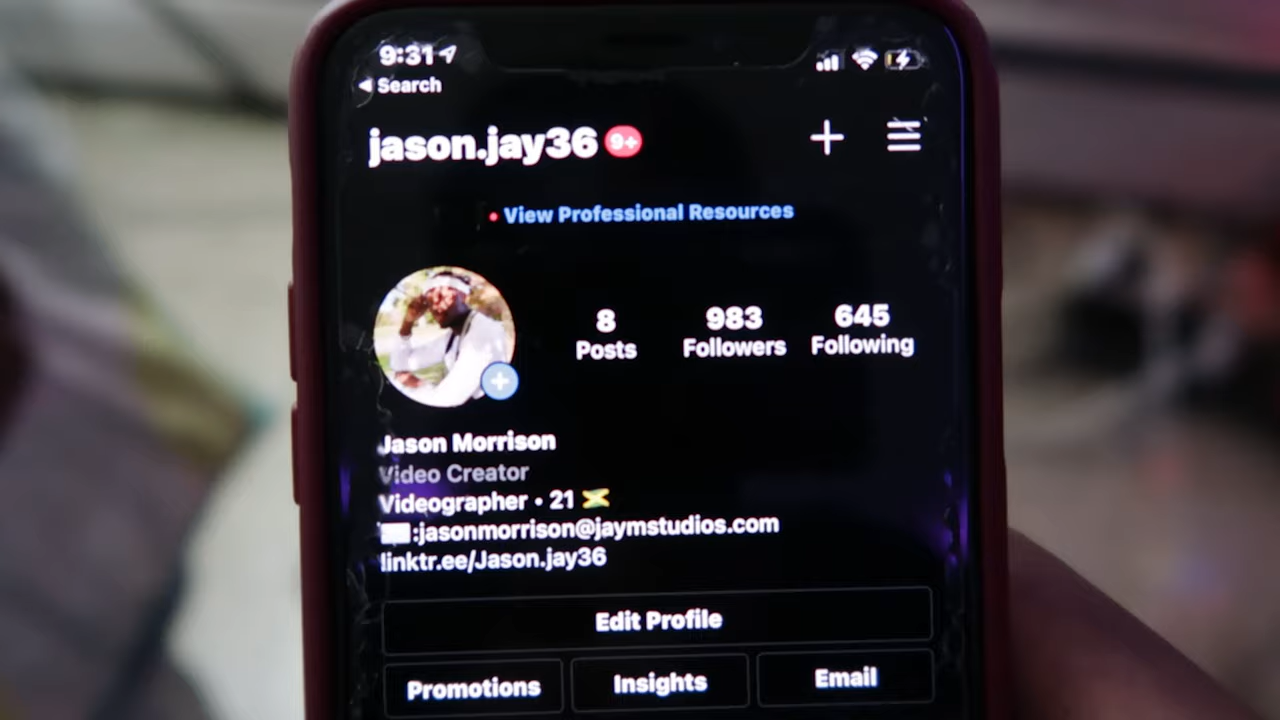 9:31
Search
jason.jay36 9+
View Professional Resources
8 983 645
Posts Followers Following
Jason Morrison
Video Creator
Videographer • 21 🇯🇲
:jasonmorrison@jaymstudios.com
linktr.ee/Jason.jay36
Edit Profile
Promotions Insights Email